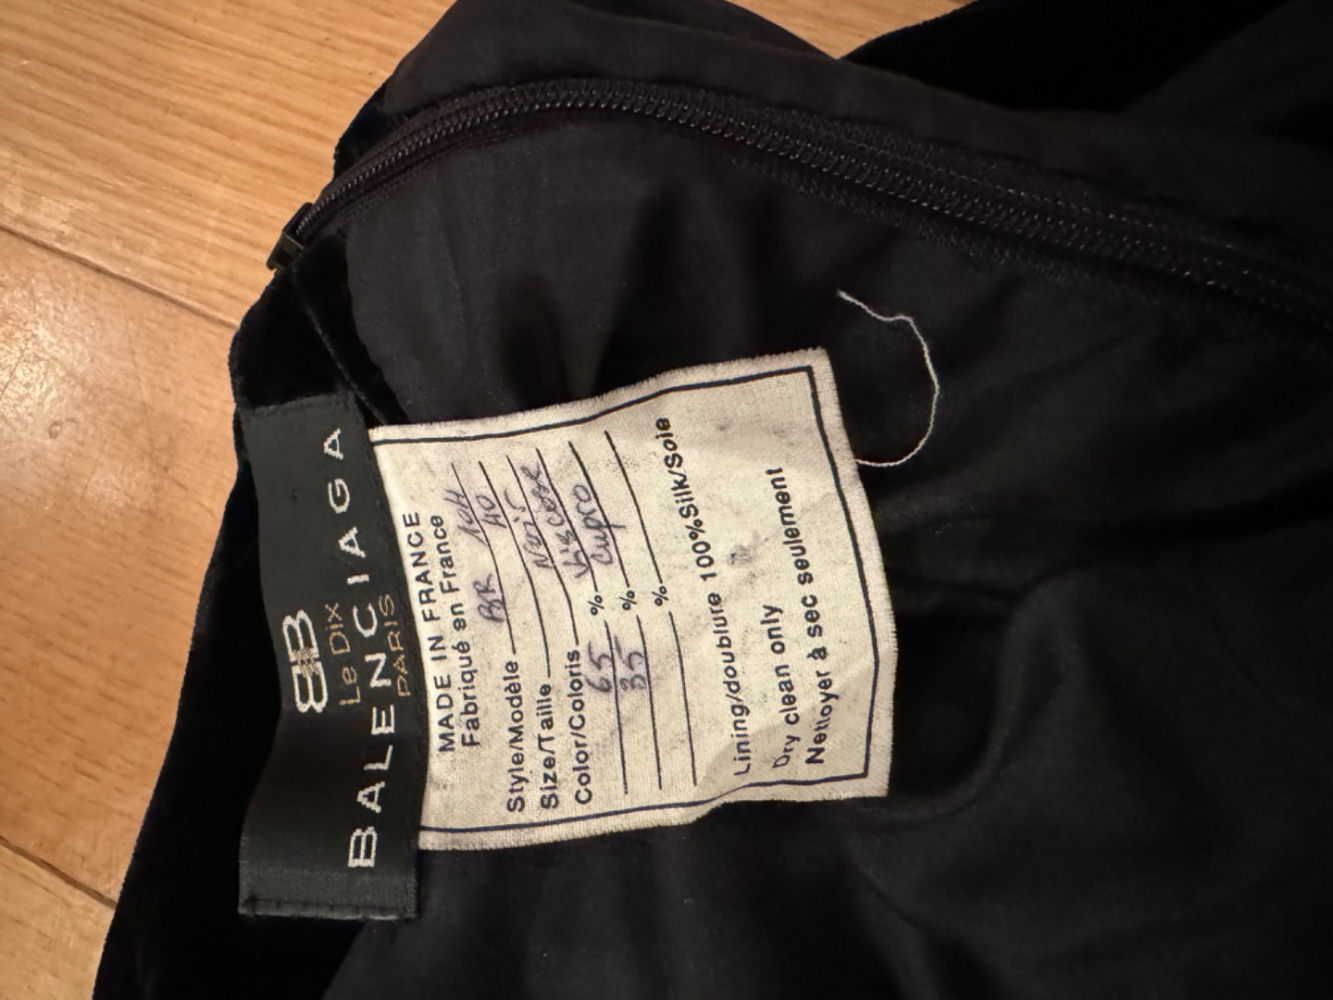 BB
Le Dix
BALENCIAGA
PARIS
MADE IN FRANCE
Fabriqué en France
Style/Modèle BR
Size/Taille 40
Color/Coloris Noir
65 % Viscose
35 % Cupro
%
Lining/doublure 100%Silk/Soie
Dry clean only
Nettoyer à sec seulement